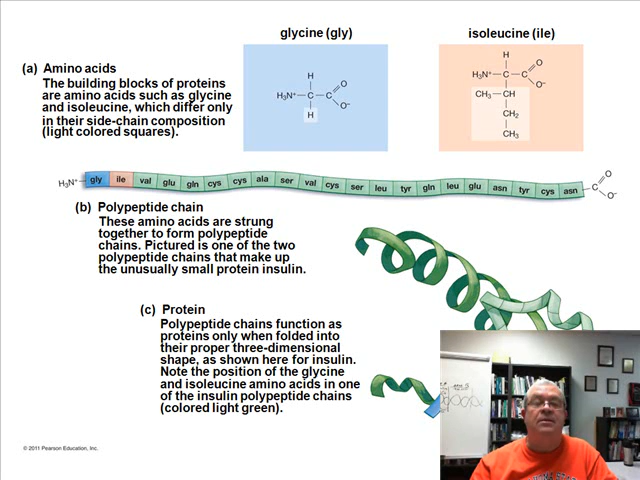 glycine (gly)
isoleucine (ile)
(a) Amino acids
The building blocks of proteins
are amino acids such as glycine
and isoleucine, which differ only
in their side-chain composition
(light colored squares).
H
H₃N⁺ C C O
O⁻
H
H
H₃N⁺ C C O
O⁻
CH₃ CH
CH₂
CH₃
H₃N⁺ gly ile val glu gln cys cys ala ser val cys ser leu tyr gln leu glu asn tyr cys asn C O
O⁻
(b) Polypeptide chain
These amino acids are strung
together to form polypeptide
chains. Pictured is one of the two
polypeptide chains that make up
the unusually small protein insulin.
(c) Protein
Polypeptide chains function as
proteins only when folded into
their proper three-dimensional
shape, as shown here for insulin.
Note the position of the glycine
and isoleucine amino acids in one
of the insulin polypeptide chains
(colored light green).
© 2011 Pearson Education, Inc.